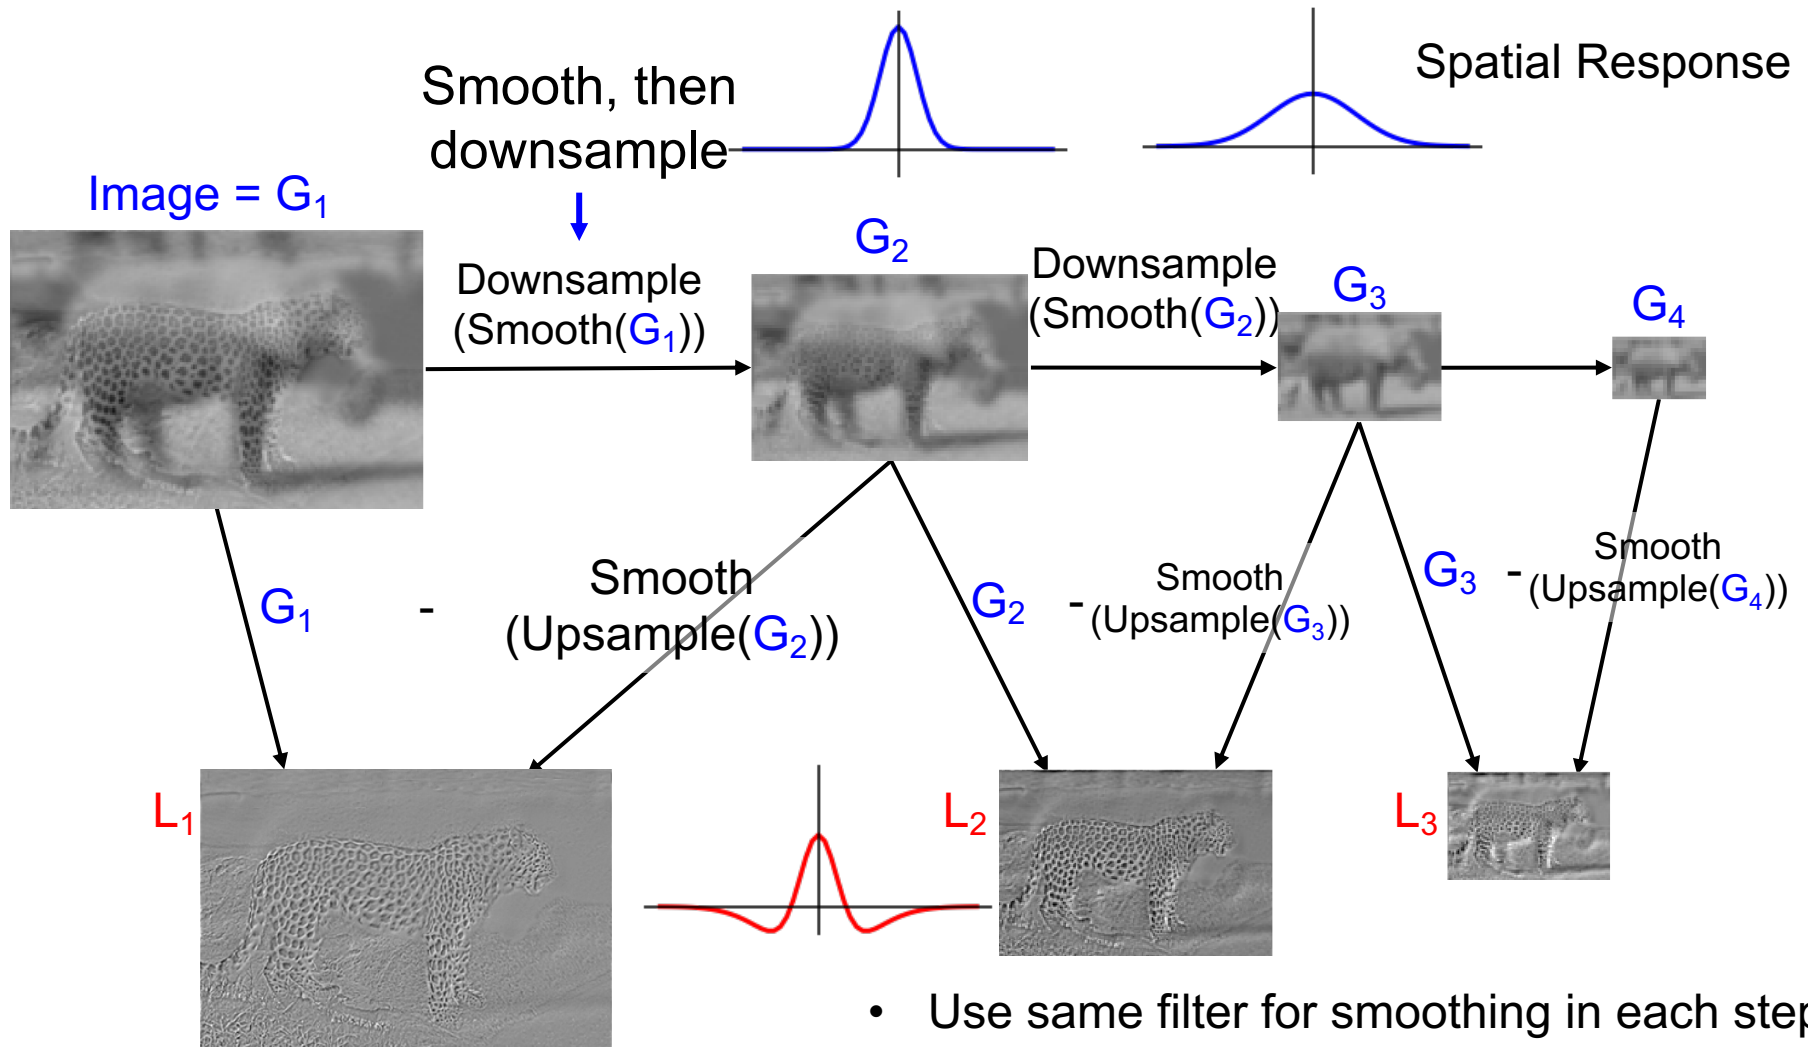 Spatial Response
Smooth, then
downsample
Image = G₁
Downsample
(Smooth(G₁))
G₂
Downsample
(Smooth(G₂))
G₃
G₄
G₁ - Smooth
(Upsample(G₂))
G₂ - Smooth
(Upsample(G₃))
G₃ - Smooth
(Upsample(G₄))
L₁
L₂
L₃
• Use same filter for smoothing in each step